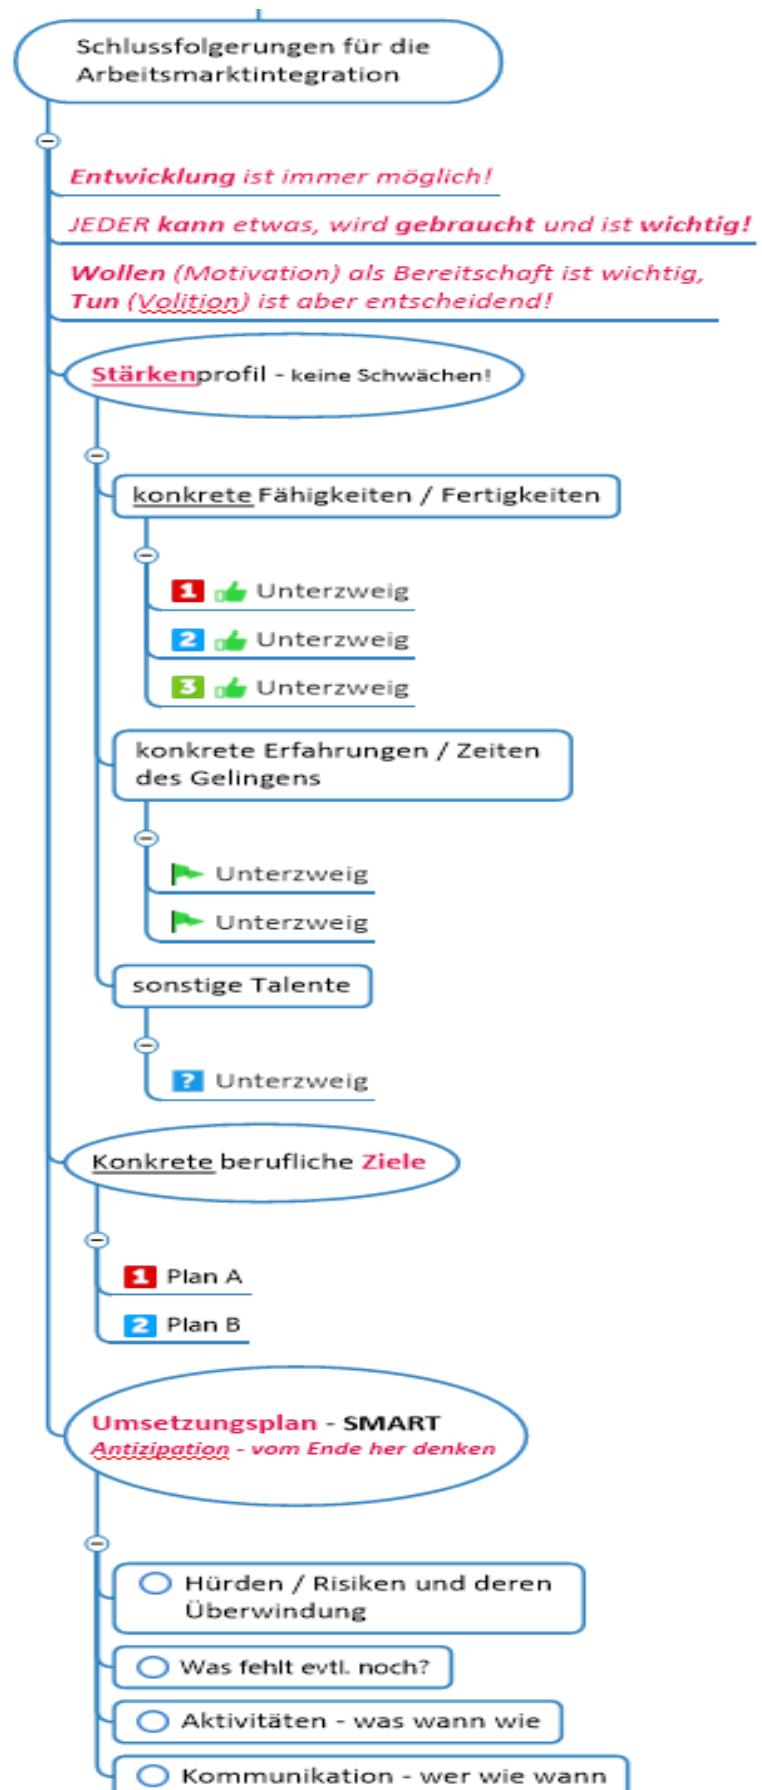 Schlussfolgerungen für die
Arbeitsmarktintegration
Entwicklung ist immer möglich!
JEDER kann etwas, wird gebraucht und ist wichtig!
Wollen (Motivation) als Bereitschaft ist wichtig,
Tun (Volition) ist aber entscheidend!
Stärkenprofil - keine Schwächen!
konkrete Fähigkeiten / Fertigkeiten
1 Unterzweig
2 Unterzweig
3 Unterzweig
konkrete Erfahrungen / Zeiten
des Gelingens
Unterzweig
Unterzweig
sonstige Talente
? Unterzweig
Konkrete berufliche Ziele
1 Plan A
2 Plan B
Umsetzungsplan - SMART
Antizipation - vom Ende her denken
Hürden / Risiken und deren
Überwindung
Was fehlt evtl. noch?
Aktivitäten - was wann wie
Kommunikation - wer wie wann